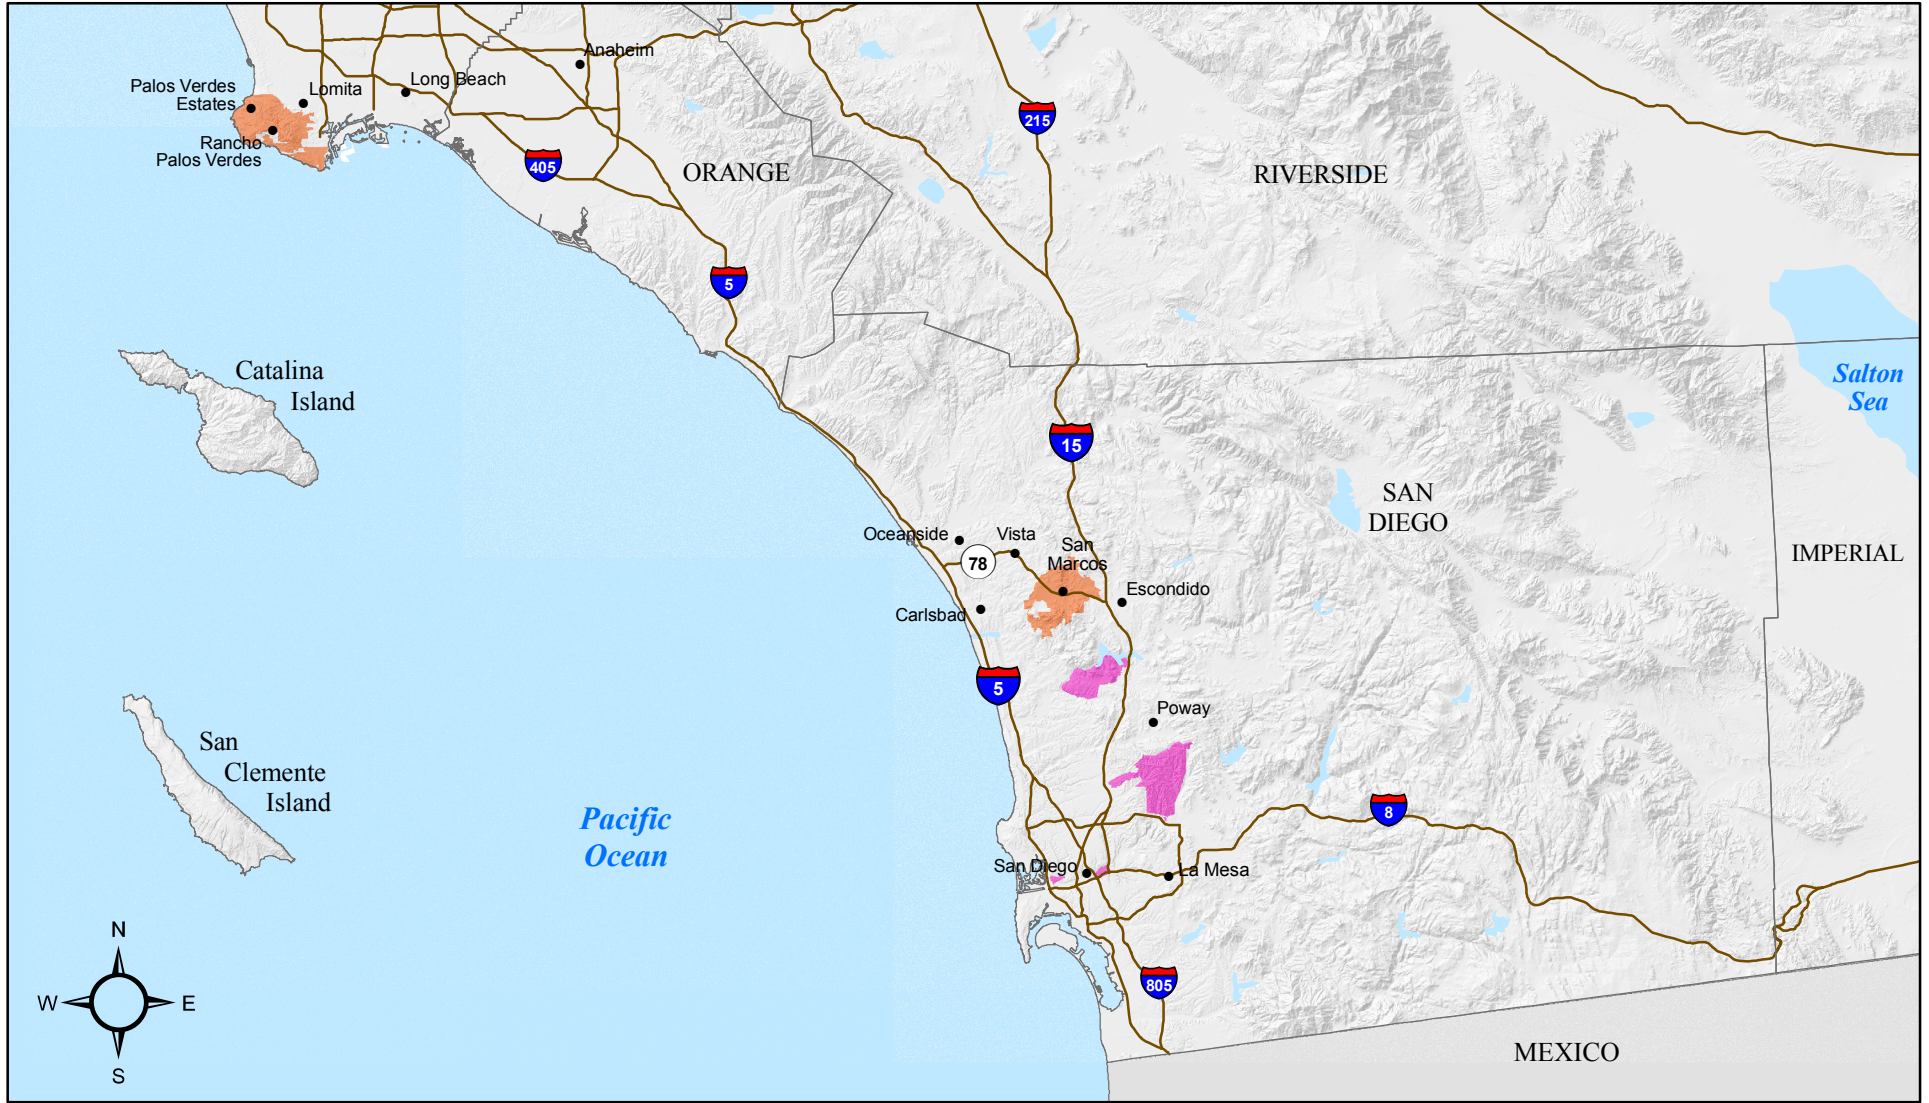 Anaheim
Palos Verdes
Estates
Lomita
Long Beach
215
Rancho
Palos Verdes
405
ORANGE
RIVERSIDE
5
Catalina
Island
Salton
Sea
15
SAN
DIEGO
Oceanside
Vista
San
Marcos
78
IMPERIAL
Escondido
Carlsbad
5
Poway
San
Clemente
Island
Pacific
Ocean
8
San Diego
La Mesa
N
W
E
S
805
MEXICO